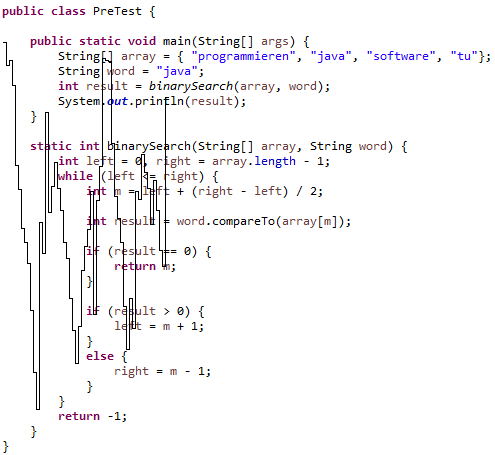 public class PreTest {
public static void main(String[] args) {
String[] array = { "programmieren", "java", "software", "tu"};
String word = "java";
int result = binarySearch(array, word);
System.out.println(result);
}
static int binarySearch(String[] array, String word) {
int left = 0, right = array.length - 1;
while (left <= right) {
int m = left + (right - left) / 2;
int result = word.compareTo(array[m]);
if (result == 0) {
return m;
}
if (result > 0) {
left = m + 1;
}
else {
right = m - 1;
}
}
return -1;
}
}